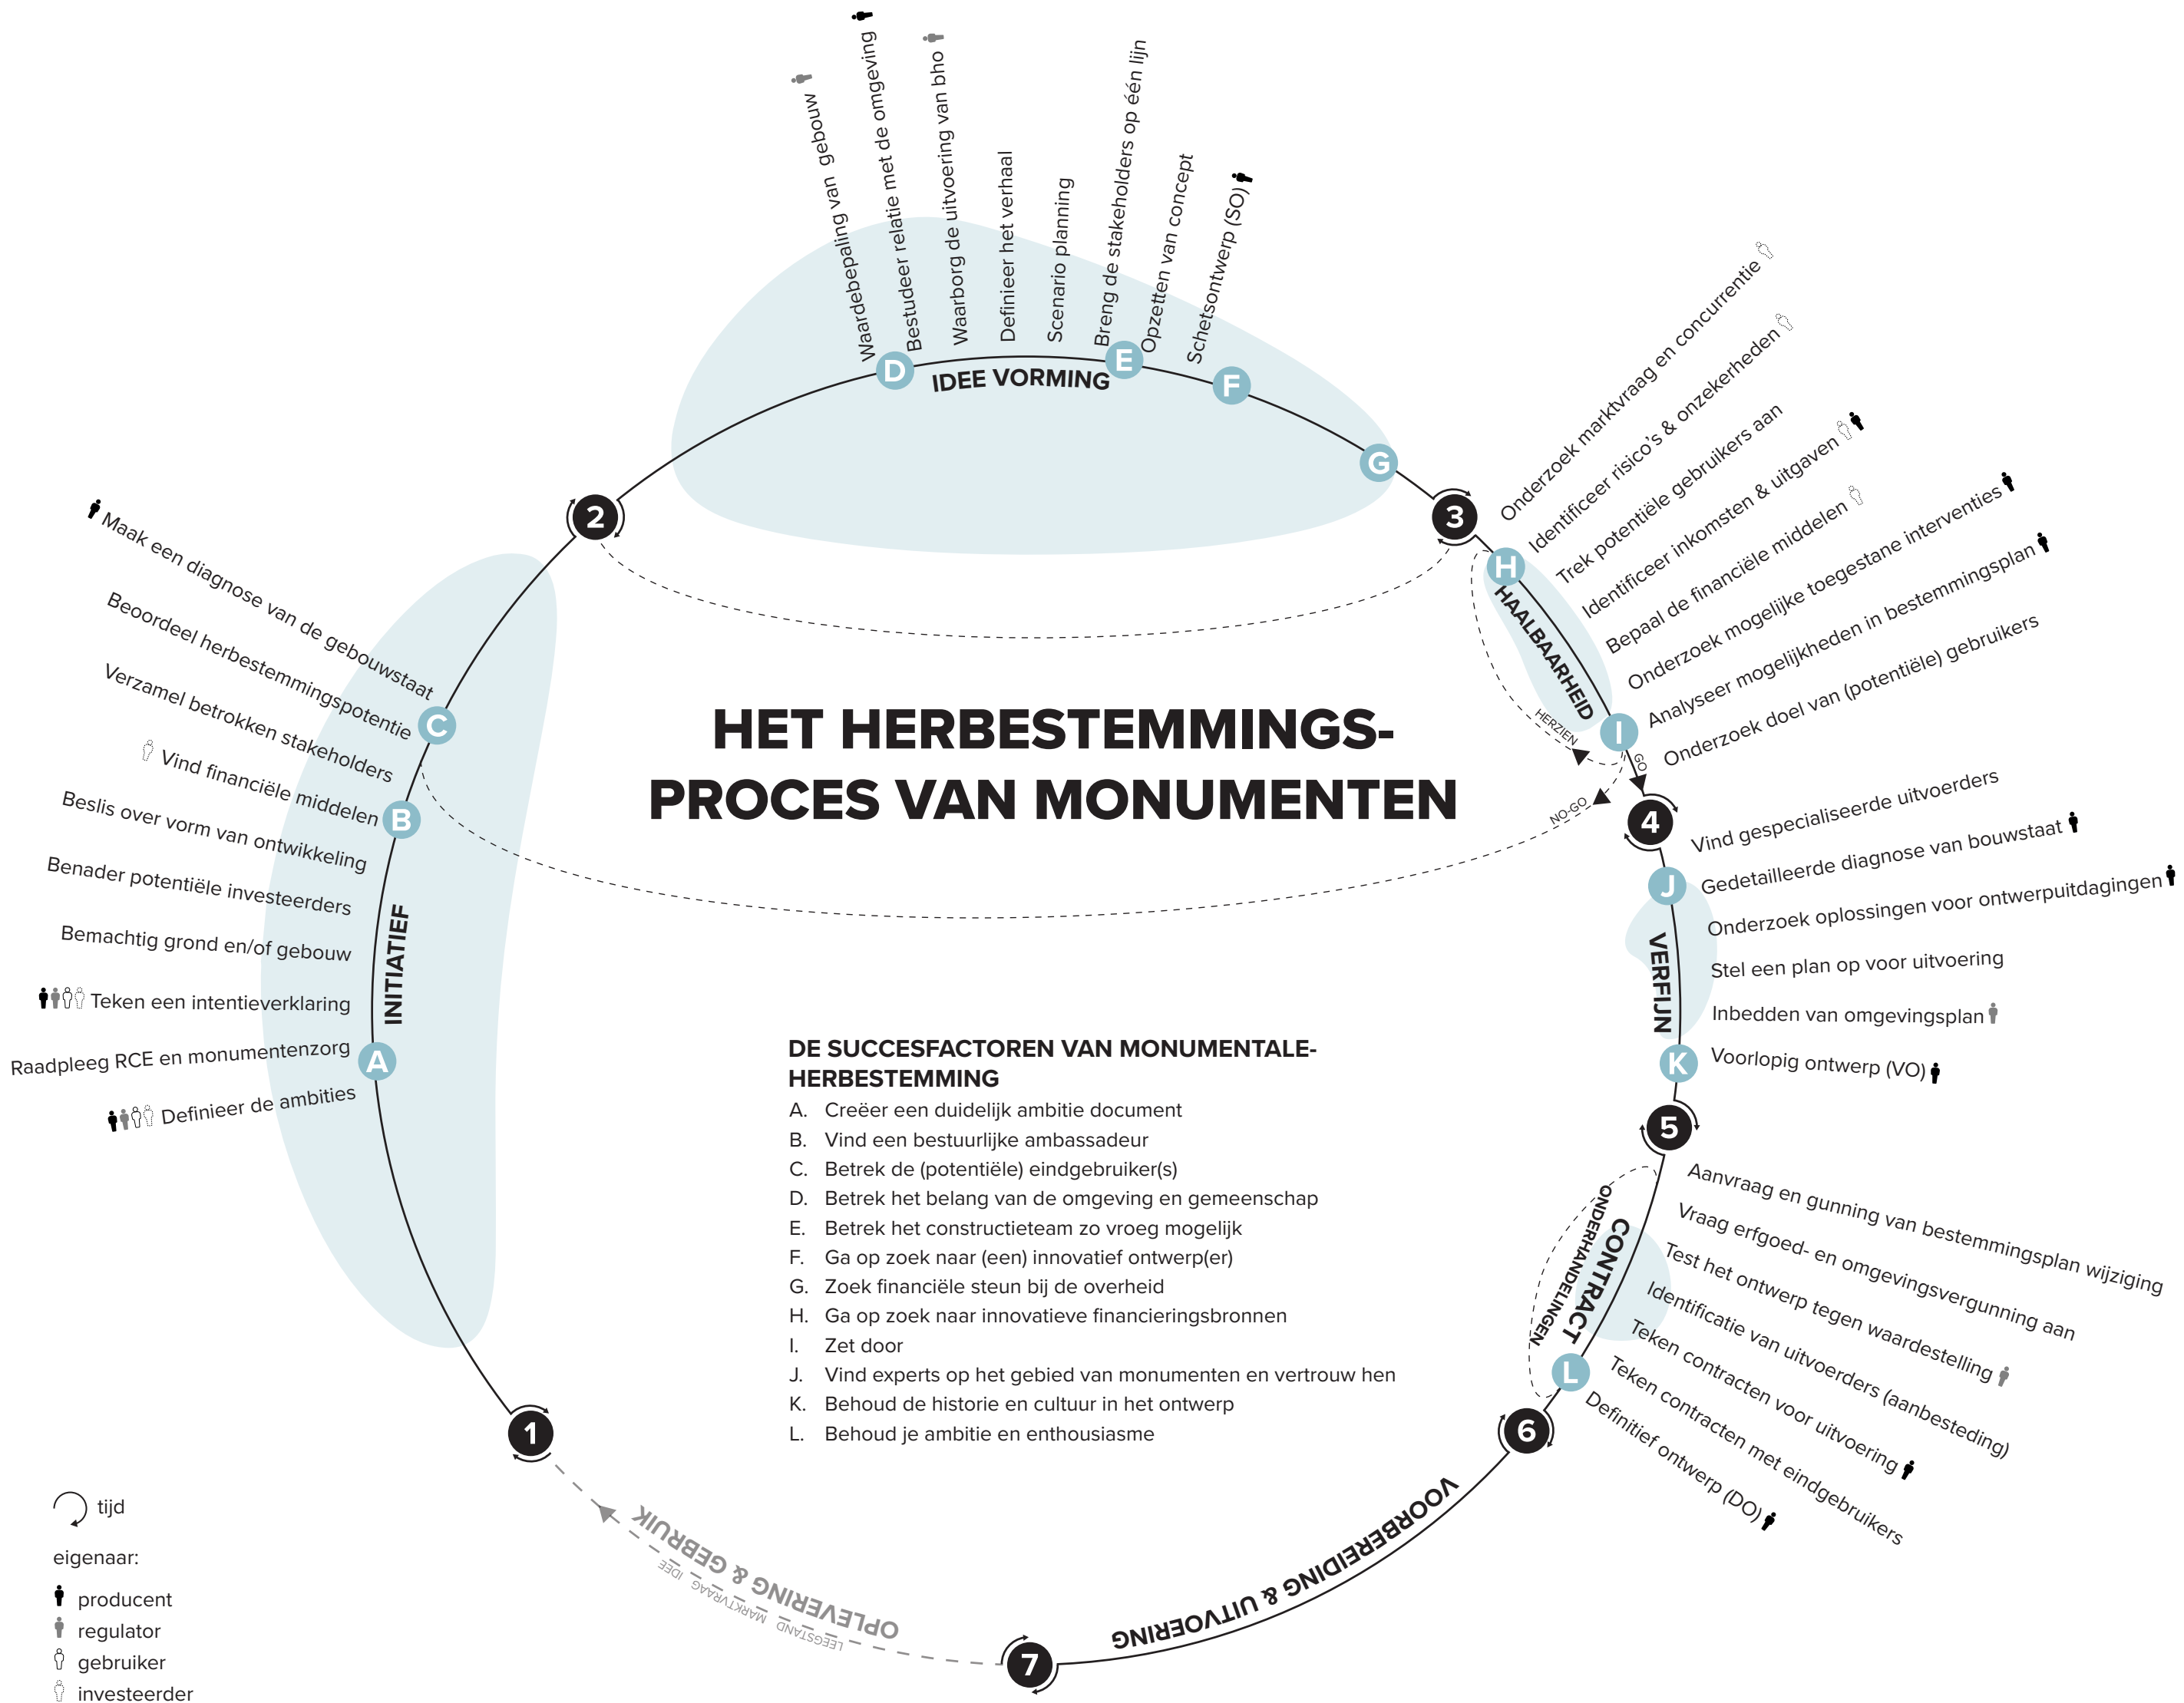 HET HERBESTEMMINGS-
PROCES VAN MONUMENTEN
1
INITIATIEF
Maak een diagnose van de gebouwstaat
Beoordeel herbestemmingspotentie
Verzamel betrokken stakeholders
Vind financiële middelen
Beslis over vorm van ontwikkeling
Benader potentiële investeerders
Bemachtig grond en/of gebouw
Teken een intentieverklaring
Raadpleeg RCE en monumentenzorg
Definieer de ambities
A
B
C
2
IDEE VORMING
Waardebepaling van gebouw
Bestudeer relatie met de omgeving
Waarborg de uitvoering van bho
Definieer het verhaal
Scenario planning
Breng de stakeholders op één lijn
Opzetten van concept
Schetsontwerp (SO)
D
E
F
G
3
HAALBAARHEID
Onderzoek marktvraag en concurrentie
Identificeer risico's & onzekerheden
Trek potentiële gebruikers aan
Identificeer inkomsten & uitgaven
Bepaal de financiële middelen
Onderzoek mogelijke toegestane interventies
Analyseer mogelijkheden in bestemmingsplan
Onderzoek doel van (potentiële) gebruikers
H
I
HERZIEN
GO
NO-GO
4
VERFIJN
Vind gespecialiseerde uitvoerders
Gedetailleerde diagnose van bouwstaat
Onderzoek oplossingen voor ontwerpuitdagingen
Stel een plan op voor uitvoering
Inbedden van omgevingsplan
Voorlopig ontwerp (VO)
J
K
5
CONTRACT
ONDERHANDELINGEN
Aanvraag en gunning van bestemmingsplan wijziging
Vraag erfgoed- en omgevingsvergunning aan
Test het ontwerp tegen waardestelling
Identificatie van uitvoerders (aanbesteding)
Teken contracten voor uitvoering
Teken contracten met eindgebruikers
Definitief ontwerp (DO)
L
6
VOORBEREIDING & UITVOERING
7
OPLEVERING & GEBRUIK
LEEGSTAND
MARKTVRAAG
IDEE
DE SUCCESFACTOREN VAN MONUMENTALE-
HERBESTEMMING
A. Creëer een duidelijk ambitie document
B. Vind een bestuurlijke ambassadeur
C. Betrek de (potentiële) eindgebruiker(s)
D. Betrek het belang van de omgeving en gemeenschap
E. Betrek het constructieteam zo vroeg mogelijk
F. Ga op zoek naar (een) innovatief ontwerp(er)
G. Zoek financiële steun bij de overheid
H. Ga op zoek naar innovatieve financieringsbronnen
I. Zet door
J. Vind experts op het gebied van monumenten en vertrouw hen
K. Behoud de historie en cultuur in het ontwerp
L. Behoud je ambitie en enthousiasme
tijd
eigenaar:
producent
regulator
gebruiker
investeerder